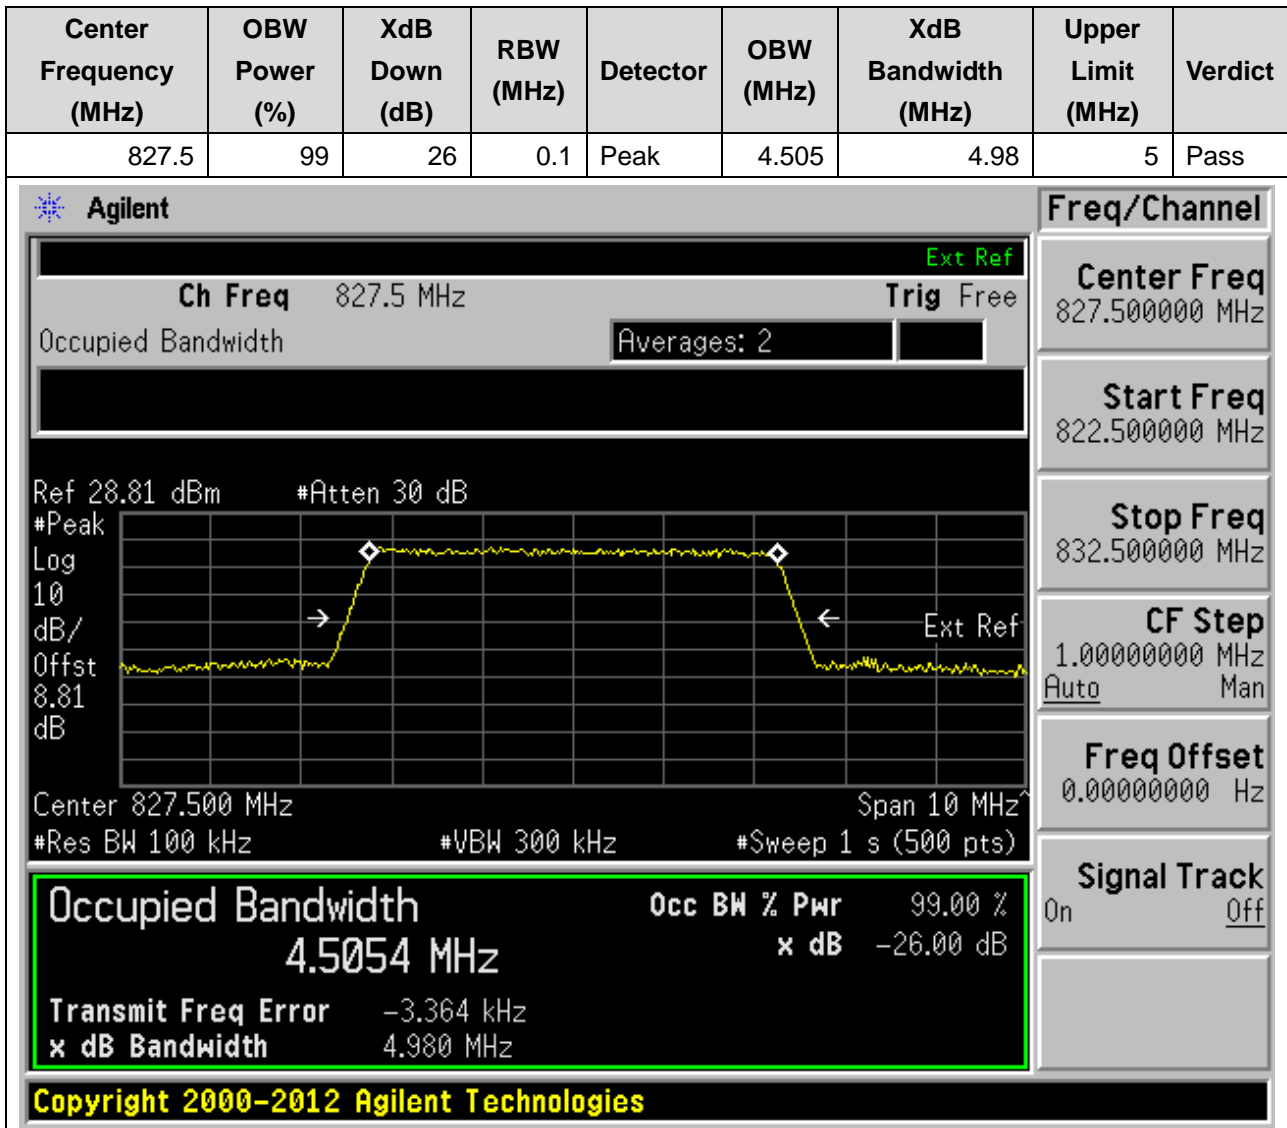 Center Frequency (MHz) OBW Power (%) XdB Down (dB) RBW (MHz) Detector OBW (MHz) XdB Bandwidth (MHz) Upper Limit (MHz) Verdict
827.5 99 26 0.1 Peak 4.505 4.98 5 Pass
Agilent
Freq/Channel
Ext Ref
Ch Freq 827.5 MHz Trig Free
Occupied Bandwidth Averages: 2
Center Freq
827.500000 MHz
Start Freq
822.500000 MHz
Stop Freq
832.500000 MHz
CF Step
1.00000000 MHz
Auto Man
Freq Offset
0.00000000 Hz
Signal Track
On Off
Ref 28.81 dBm #Atten 30 dB
#Peak
Log
10
dB/
Offst
8.81
dB
Ext Ref
Center 827.500 MHz Span 10 MHz^
#Res BW 100 kHz #VBW 300 kHz #Sweep 1 s (500 pts)
Occupied Bandwidth
4.5054 MHz
Occ BW % Pwr 99.00 %
x dB -26.00 dB
Transmit Freq Error -3.364 kHz
x dB Bandwidth 4.980 MHz
Copyright 2000-2012 Agilent Technologies